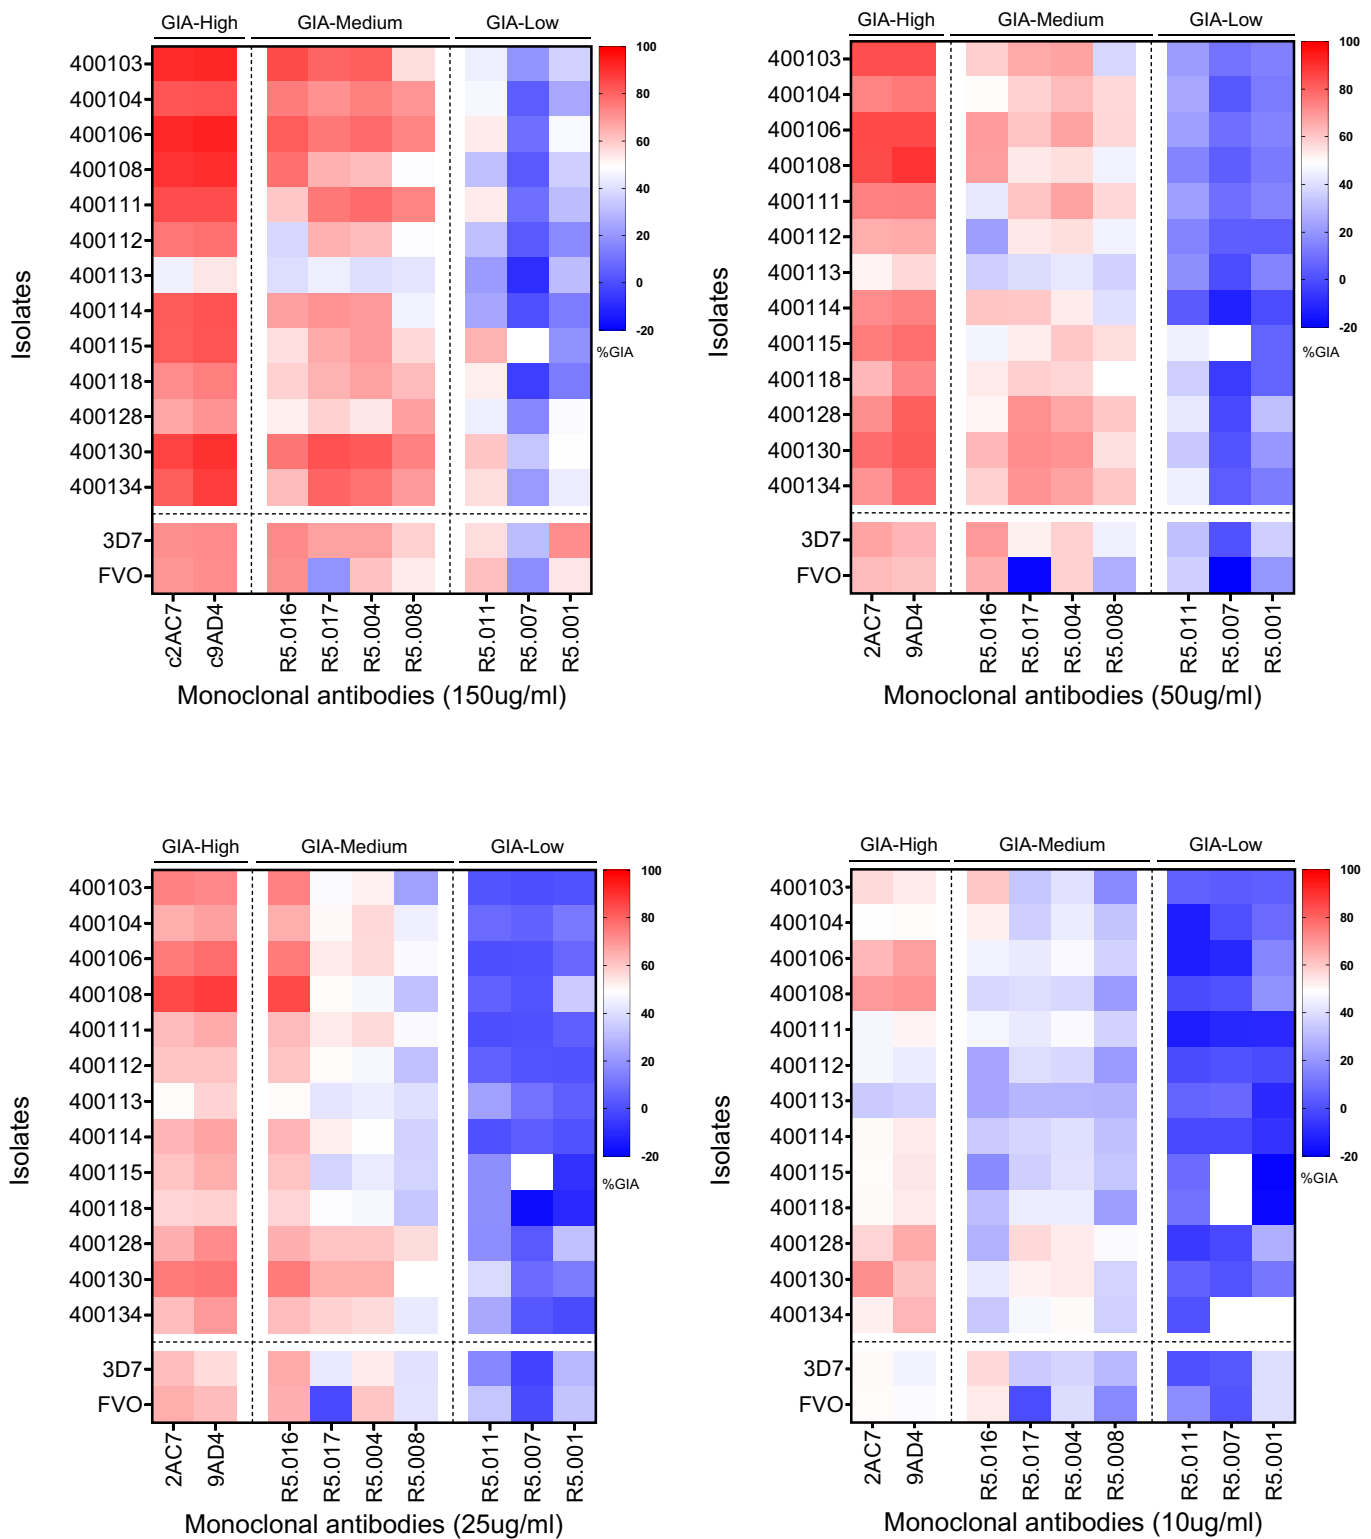 GIA-High GIA-Medium GIA-Low
400103
400104
400106
400108
400111
400112
400113
400114
400115
400118
400128
400130
400134
3D7
FVO
Isolates
100
80
60
40
20
0
-20
%GIA
c2AC7 c9AD4 R5.016 R5.017 R5.004 R5.008 R5.011 R5.007 R5.001
Monoclonal antibodies (150ug/ml)
GIA-High GIA-Medium GIA-Low
400103
400104
400106
400108
400111
400112
400113
400114
400115
400118
400128
400130
400134
3D7
FVO
Isolates
100
80
60
40
20
0
-20
%GIA
2AC7 9AD4 R5.016 R5.017 R5.004 R5.008 R5.011 R5.007 R5.001
Monoclonal antibodies (50ug/ml)
GIA-High GIA-Medium GIA-Low
400103
400104
400106
400108
400111
400112
400113
400114
400115
400118
400128
400130
400134
3D7
FVO
Isolates
100
80
60
40
20
0
-20
%GIA
2AC7 9AD4 R5.016 R5.017 R5.004 R5.008 R5.011 R5.007 R5.001
Monoclonal antibodies (25ug/ml)
GIA-High GIA-Medium GIA-Low
400103
400104
400106
400108
400111
400112
400113
400114
400115
400118
400128
400130
400134
3D7
FVO
Isolates
100
80
60
40
20
0
-20
%GIA
2AC7 9AD4 R5.016 R5.017 R5.004 R5.008 R5.011 R5.007 R5.001
Monoclonal antibodies (10ug/ml)